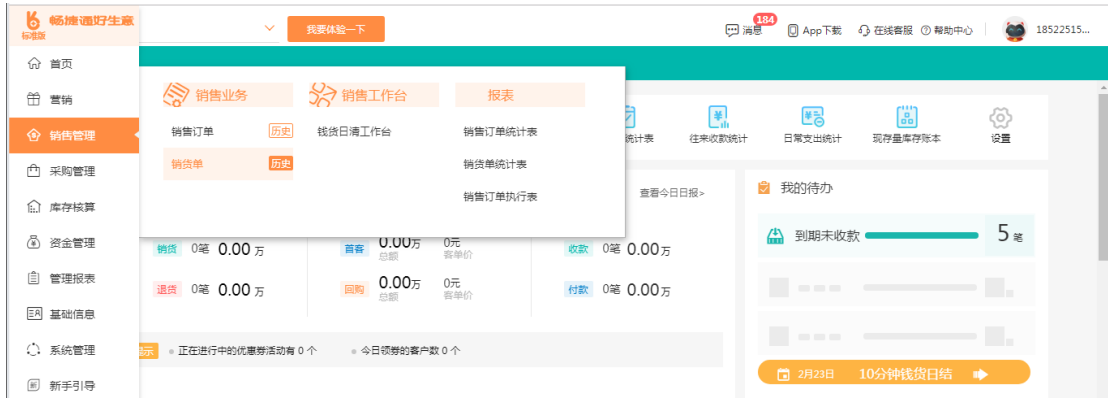 畅捷通好生意
标准版
我要体验一下
消息
184
App下载
在线客服
帮助中心
18522515...
首页
营销
销售管理
采购管理
库存核算
资金管理
管理报表
基础信息
系统管理
新手引导
销售业务
销售工作台
报表
销售订单 历史
钱货日清工作台
销售订单统计表
销货单 历史
销货单统计表
销售订单执行表
统计表
往来收款统计
日常支出统计
现存量库存账本
设置
查看今日日报>
我的待办
到期未收款
5笔
销货 0笔 0.00万
首客 0.00万 0元
总额 客单价
收款 0笔 0.00万
退货 0笔 0.00万
回购 0.00万 0元
总额 客单价
付款 0笔 0.00万
示
正在进行中的优惠券活动有 0 个
今日领券的客户数 0 个
2月23日 10分钟钱货日结